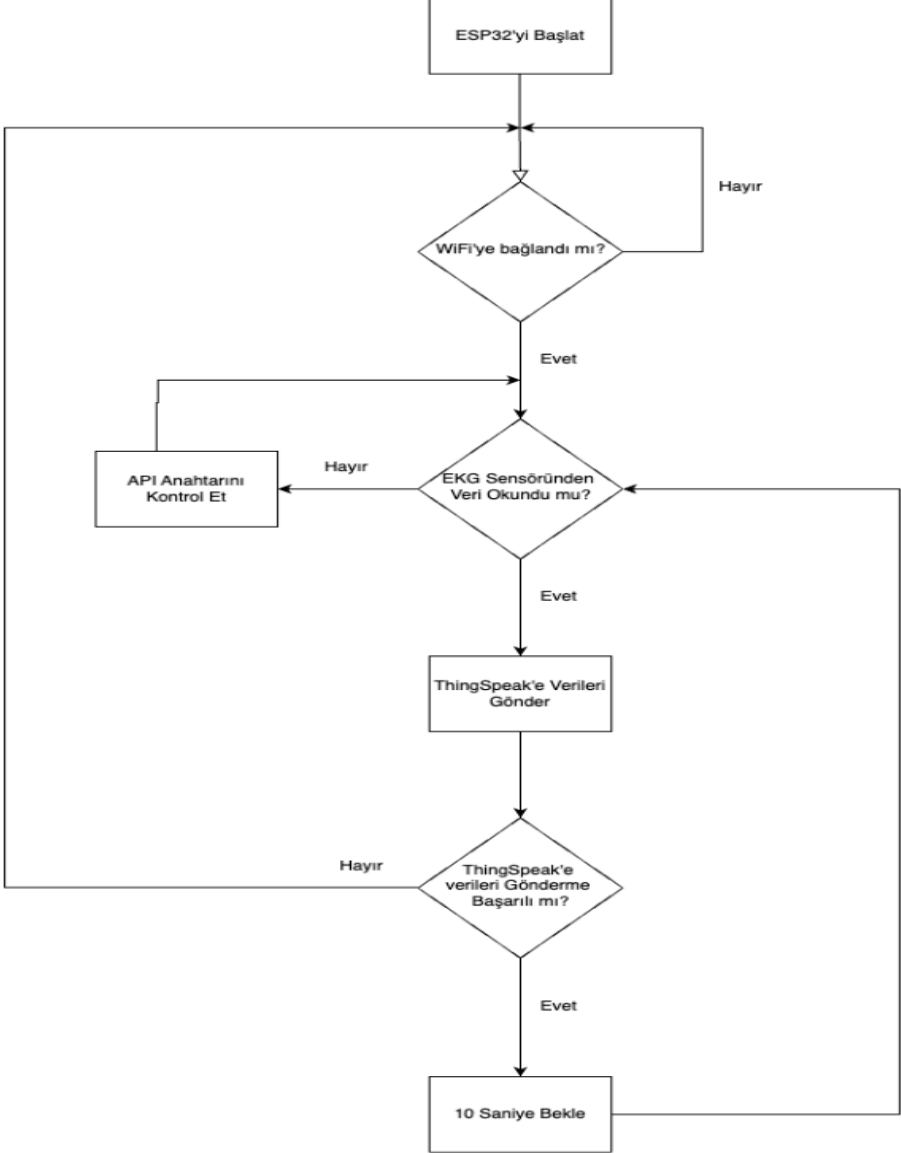 ESP32'yi Başlat
Hayır
WiFi'ye bağlandı mı?
Evet
API Anahtarını
Kontrol Et
Hayır
EKG Sensöründen
Veri Okundu mu?
Evet
ThingSpeak'e Verileri
Gönder
Hayır
ThingSpeak'e
verileri Gönderme
Başarılı mı?
Evet
10 Saniye Bekle